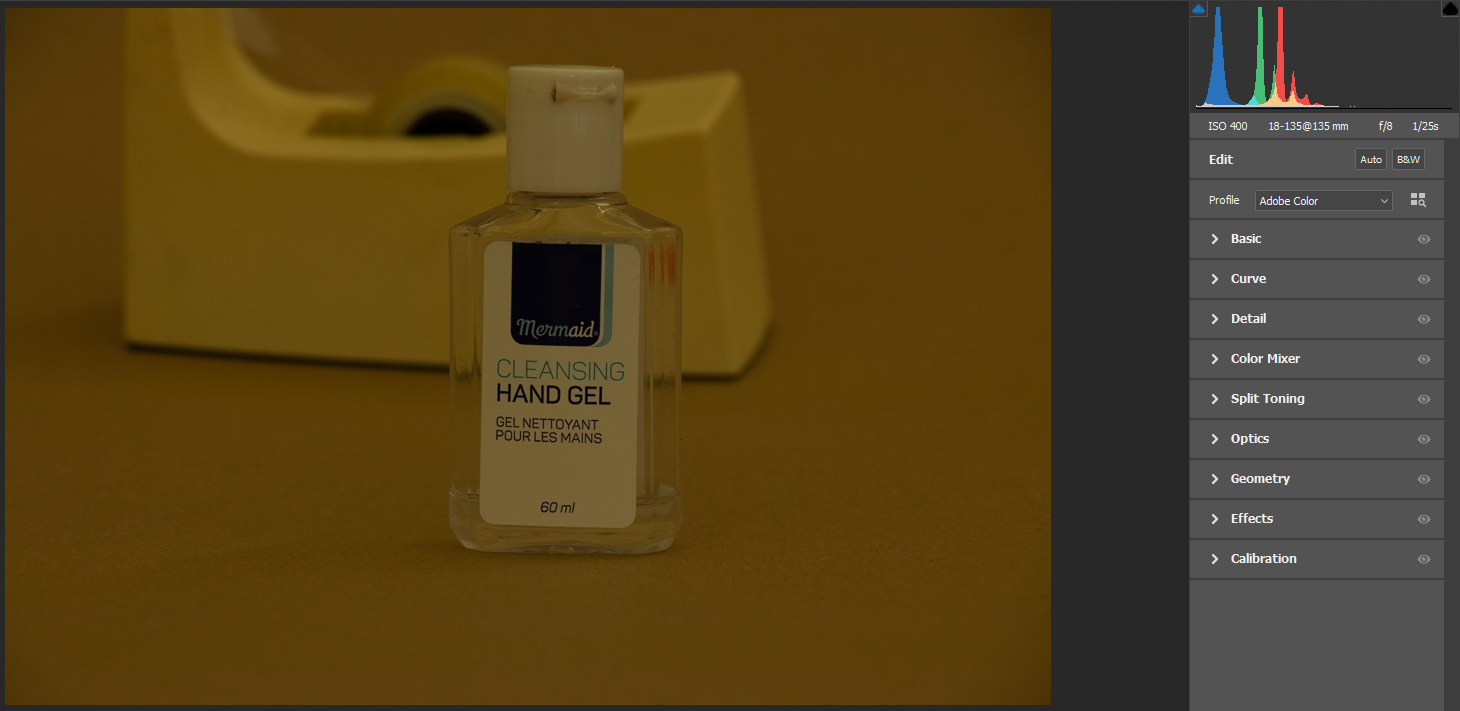 Mermaid®
CLEANSING
HAND GEL
GEL NETTOYANT
POUR LES MAINS
60 ml
ISO 400 18-135@135 mm f/8 1/25s
Edit Auto B&W
Profile Adobe Color
Basic
Curve
Detail
Color Mixer
Split Toning
Optics
Geometry
Effects
Calibration